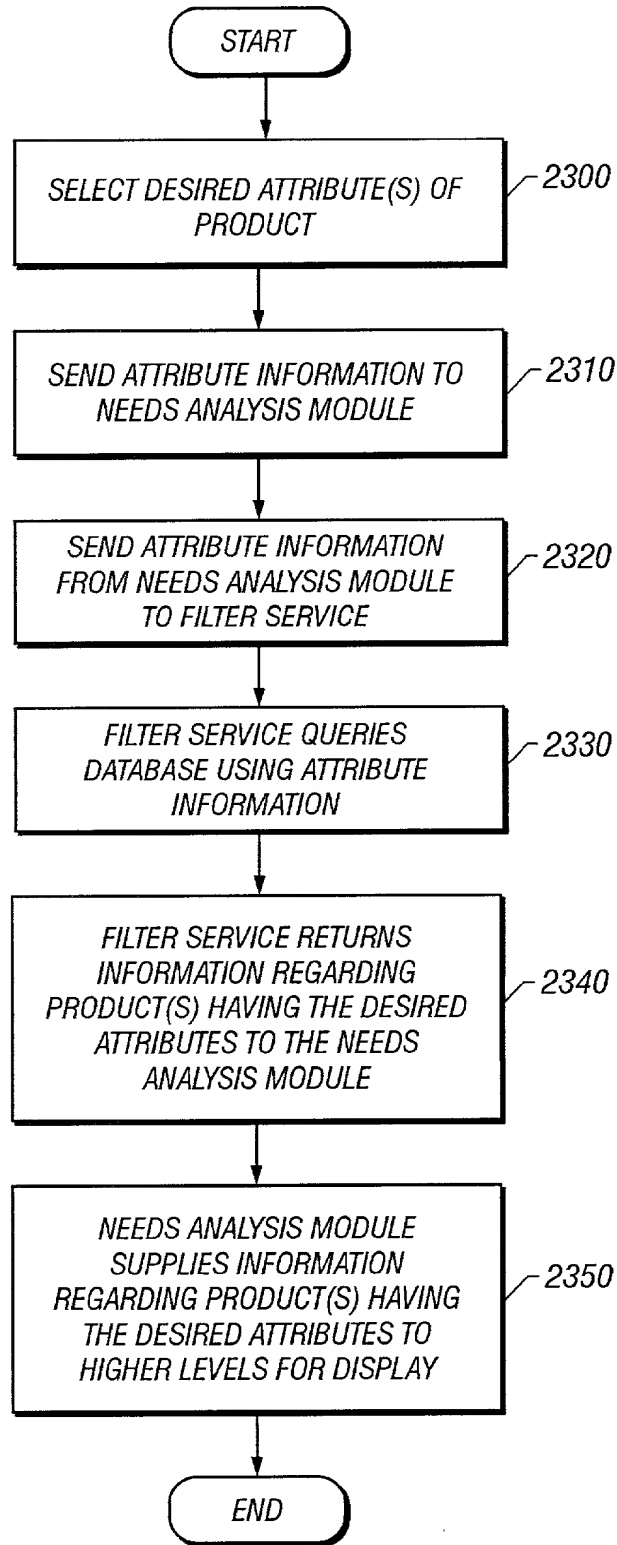 START
SELECT DESIRED ATTRIBUTE(S) OF
PRODUCT
2300
SEND ATTRIBUTE INFORMATION TO
NEEDS ANALYSIS MODULE
2310
SEND ATTRIBUTE INFORMATION
FROM NEEDS ANALYSIS MODULE
TO FILTER SERVICE
2320
FILTER SERVICE QUERIES
DATABASE USING ATTRIBUTE
INFORMATION
2330
FILTER SERVICE RETURNS
INFORMATION REGARDING
PRODUCT(S) HAVING THE DESIRED
ATTRIBUTES TO THE NEEDS
ANALYSIS MODULE
2340
NEEDS ANALYSIS MODULE
SUPPLIES INFORMATION
REGARDING PRODUCT(S) HAVING
THE DESIRED ATTRIBUTES TO
HIGHER LEVELS FOR DISPLAY
2350
END